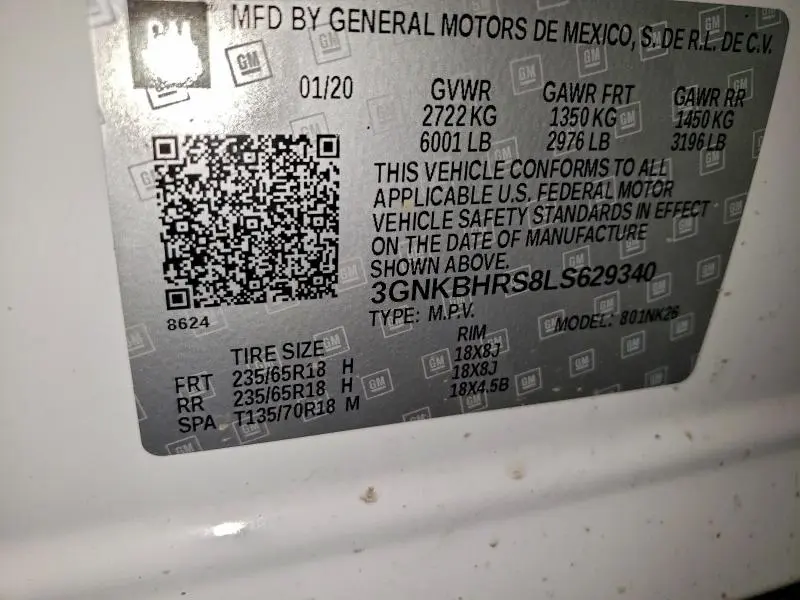 MFD BY GENERAL MOTORS DE MEXICO, S. DE R.L. DE C.V.
GM
01/20 GVWR GAWR FRT GAWR RR
2722 KG 1350 KG 1450 KG
6001 LB 2976 LB 3196 LB
THIS VEHICLE CONFORMS TO ALL
APPLICABLE U.S. FEDERAL MOTOR
VEHICLE SAFETY STANDARDS IN EFFECT
ON THE DATE OF MANUFACTURE
SHOWN ABOVE.
3GNKBHRS8LS629340
8624
TYPE: M.P.V. MODEL: 801NK26
TIRE SIZE RIM
FRT 235/65R18 H 18X8J
RR 235/65R18 H 18X8J
SPA T135/70R18 M 18X4.5B